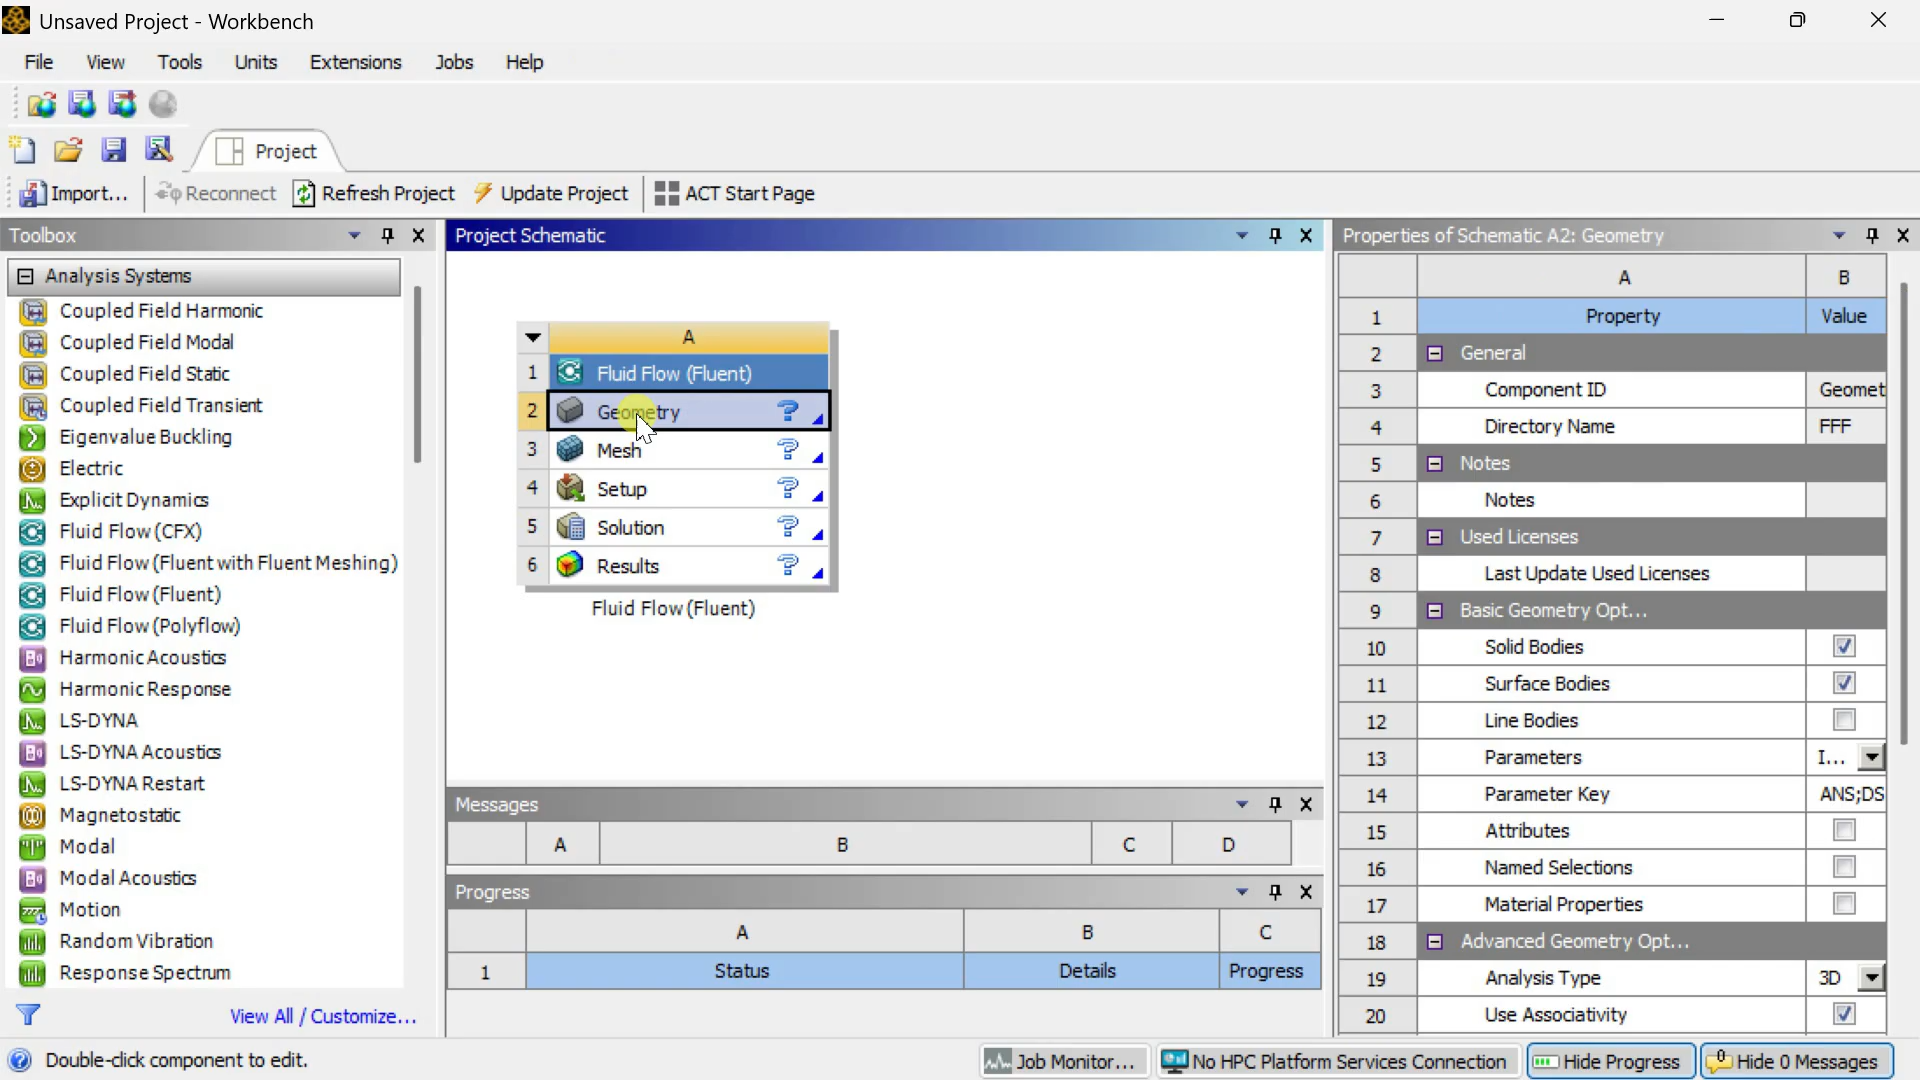 Unsaved Project - Workbench
File View Tools Units Extensions Jobs Help
Project
Import... Reconnect Refresh Project Update Project ACT Start Page
Toolbox
Analysis Systems
Coupled Field Harmonic
Coupled Field Modal
Coupled Field Static
Coupled Field Transient
Eigenvalue Buckling
Electric
Explicit Dynamics
Fluid Flow (CFX)
Fluid Flow (Fluent with Fluent Meshing)
Fluid Flow (Fluent)
Fluid Flow (Polyflow)
Harmonic Acoustics
Harmonic Response
LS-DYNA
LS-DYNA Acoustics
LS-DYNA Restart
Magnetostatic
Modal
Modal Acoustics
Motion
Random Vibration
Response Spectrum
View All / Customize...
Project Schematic
A
1 Fluid Flow (Fluent)
2 Geometry ?
3 Mesh ?
4 Setup ?
5 Solution ?
6 Results ?
Fluid Flow (Fluent)
Messages
A B C D
Progress
A B C
1 Status Details Progress
Properties of Schematic A2: Geometry
A B
1 Property Value
2 General
3 Component ID Geomet
4 Directory Name FFF
5 Notes
6 Notes
7 Used Licenses
8 Last Update Used Licenses
9 Basic Geometry Opt...
10 Solid Bodies
11 Surface Bodies
12 Line Bodies
13 Parameters I...
14 Parameter Key ANS;DS
15 Attributes
16 Named Selections
17 Material Properties
18 Advanced Geometry Opt...
19 Analysis Type 3D
20 Use Associativity
Double-click component to edit.
Job Monitor... No HPC Platform Services Connection Hide Progress Hide 0 Messages